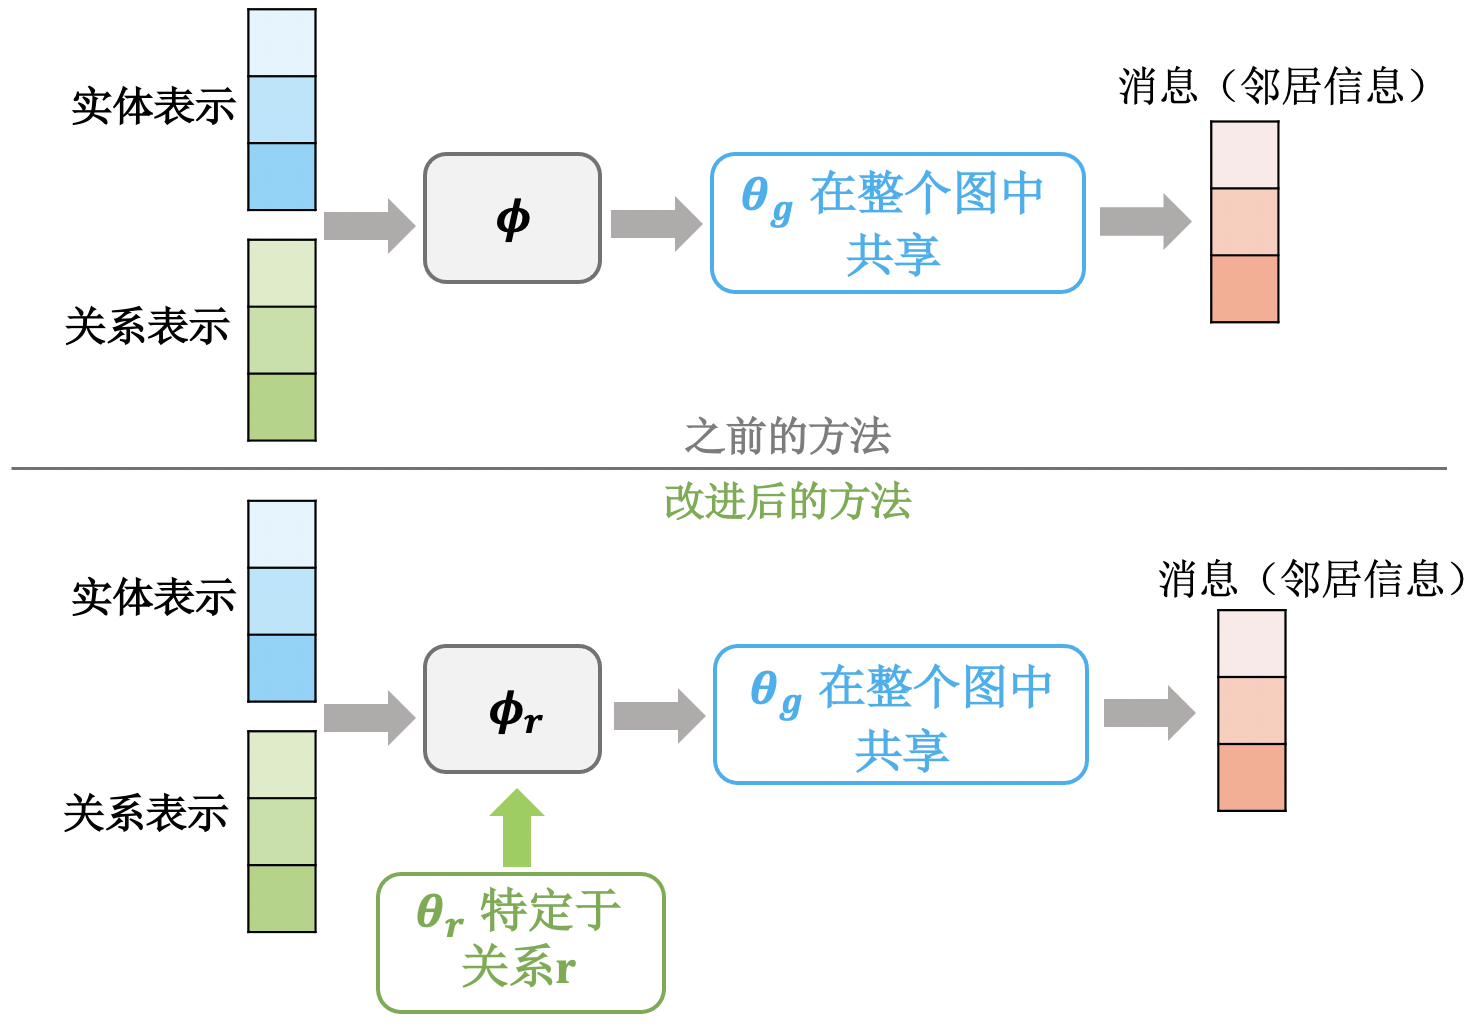 实体表示
关系表示
ϕ
θg 在整个图中
共享
消息（邻居信息）
之前的方法
改进后的方法
实体表示
关系表示
ϕr
θr 特定于
关系r
θg 在整个图中
共享
消息（邻居信息）